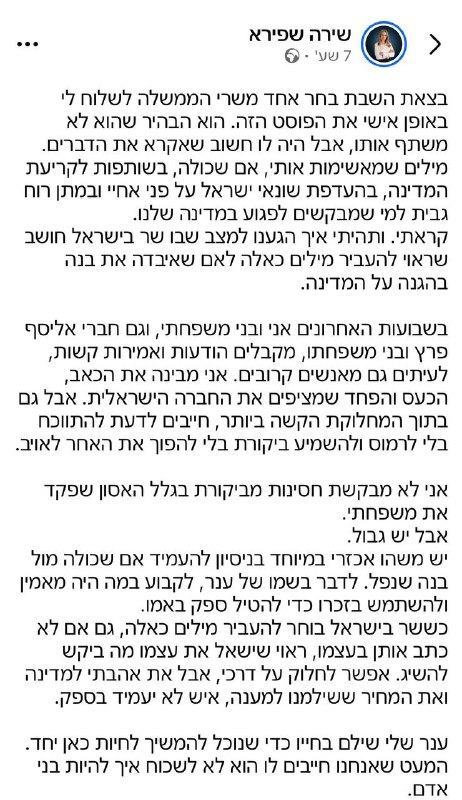 שירה שפירא
7 שע'
בצאת השבת בחר אחד משרי הממשלה לשלוח לי
באופן אישי את הפוסט הזה. הוא הבהיר שהוא לא
משתף אותו, אבל היה לו חשוב שאקרא את הדברים.
מילים שמאשימות אותי, אם שכולה, בשותפות לקריעת
המדינה, בהעדפת שונאי ישראל על פני אחיי ובמתן רוח
גבית למי שמבקשים לפגוע במדינה שלנו.
קראתי. ותהיתי איך הגענו למצב שבו שר בישראל חושב
שראוי להעביר מילים כאלה לאם שאיבדה את בנה
בהגנה על המדינה.
בשבועות האחרונים אני ובני משפחתי, וגם חברי אליסף
פרץ ובני משפחתו, מקבלים הודעות ואמירות קשות,
לעיתים גם מאנשים קרובים. אני מבינה את הכאב,
הכעס והפחד שמציפים את החברה הישראלית. אבל גם
בתוך המחלוקת הקשה ביותר, חייבים לדעת להתווכח
בלי לרמוס ולהשמיע ביקורת בלי להפוך את האחר לאויב.
אני לא מבקשת חסינות מביקורת בגלל האסון שפקד
את משפחתי.
אבל יש גבול.
יש משהו אכזרי במיוחד בניסיון להעמיד אם שכולה מול
בנה שנפל. לדבר בשמו של ענר, לקבוע במה היה מאמין
ולהשתמש בזכרו כדי להטיל ספק באמו.
כששר בישראל בוחר להעביר מילים כאלה, גם אם לא
כתב אותן בעצמו, ראוי שישאל את עצמו מה ביקש
להשיג. אפשר לחלוק על דרכי, אבל את אהבתי למדינה
ואת המחיר ששילמנו למענה, איש לא יעמיד בספק.
ענר שלי שילם בחייו כדי שנוכל להמשיך לחיות כאן יחד.
המעט שאנחנו חייבים לו הוא לא לשכוח איך להיות בני
אדם.